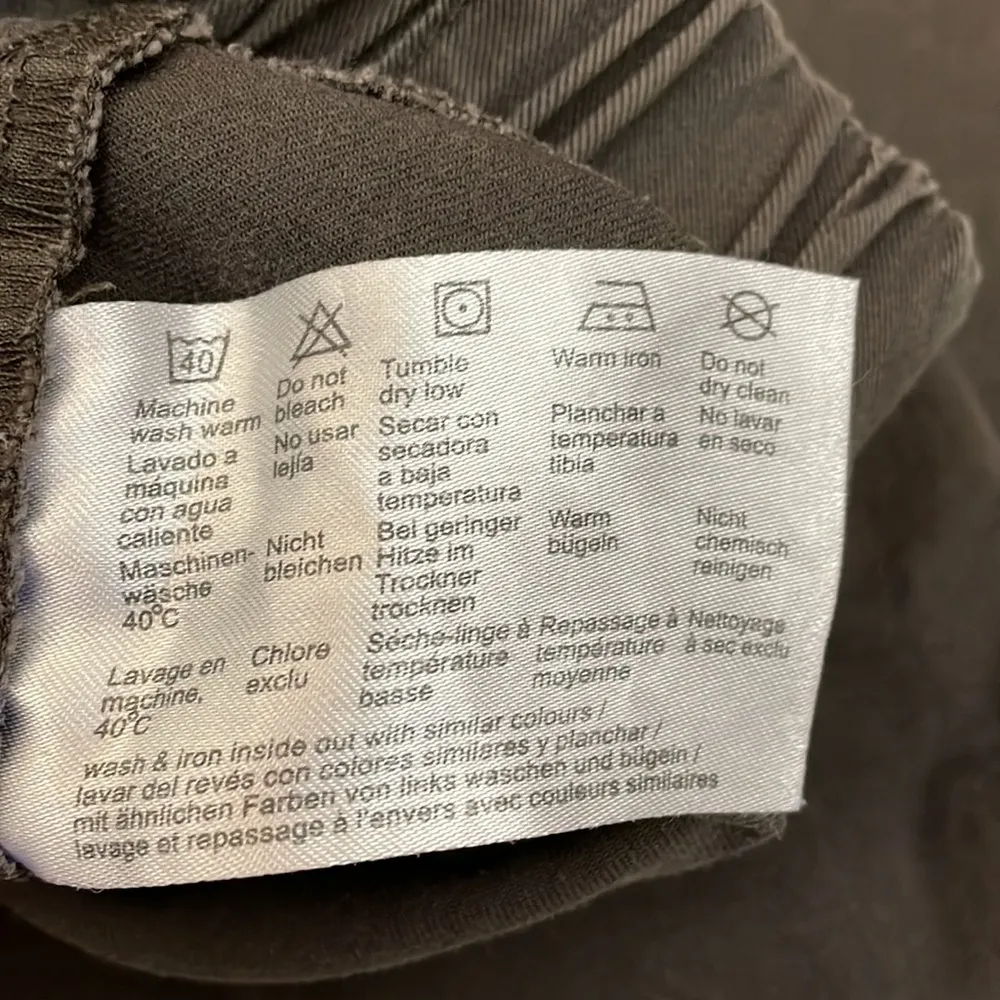 40
Machine
wash warm
Lavado a
máquina
con agua
caliente
Maschinen-
wäsche
40°C
Lavage en
machine,
40°C
Do not
bleach
No usar
lejía
Nicht
bleichen
Chlore
exclu
Tumble
dry low
Secar con
secadora
a baja
temperatura
Bei geringer
Hitze im
Trockner
trocknen
Séche-linge à
température
basse
Warm iron
Planchar a
temperatura
tibia
Warm
bügeln
Repassage à
température
moyenne
Do not
dry clean
No lavar
en seco
Nicht
chemisch
reinigen
Nettoyage
à sec exclu
wash & iron inside out with similar colours /
lavar del revés con colores similares y planchar /
mit ähnlichen Farben von links waschen und bügeln /
lavage et repassage à l'envers avec couleurs similaires